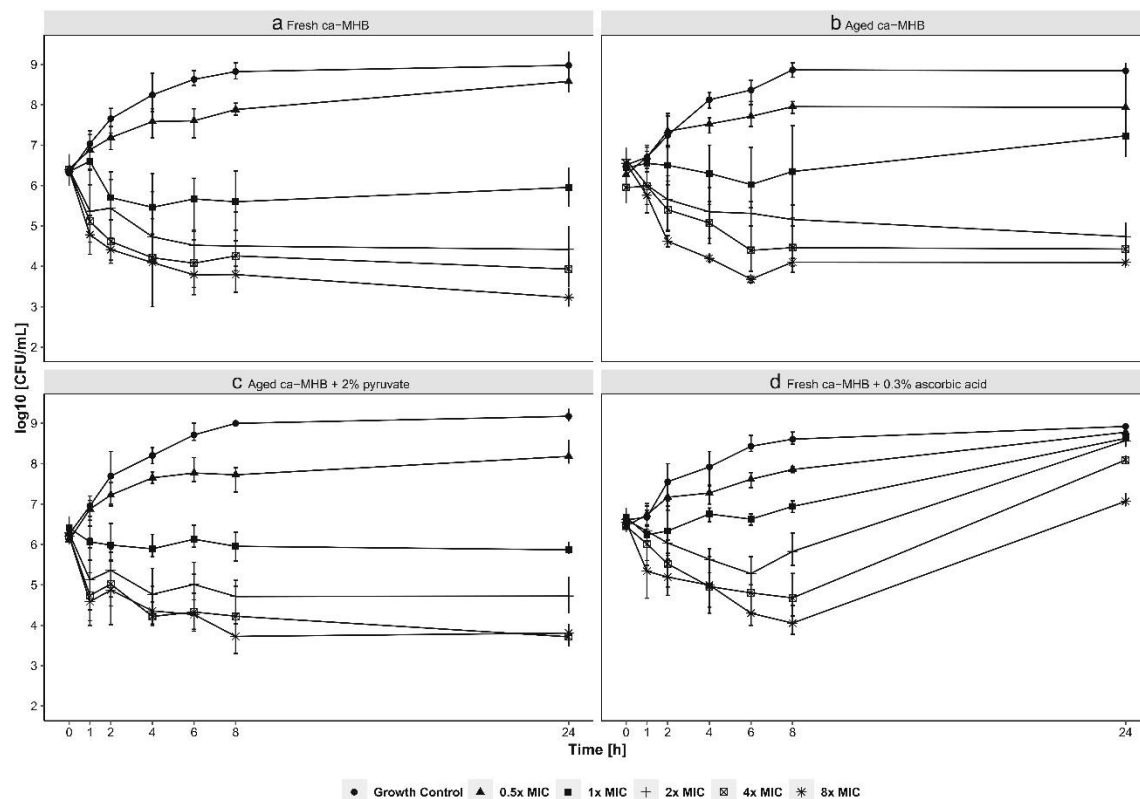 a Fresh ca−MHB
b Aged ca−MHB
9
8
7
6
5
4
3
2
c Aged ca−MHB + 2% pyruvate
d Fresh ca−MHB + 0.3% ascorbic acid
log10 [CFU/mL]
9
8
7
6
5
4
3
2
0 1 2 4 6 8 24
0 1 2 4 6 8 24
Time [h]
Growth Control 0.5x MIC 1x MIC 2x MIC 4x MIC 8x MIC